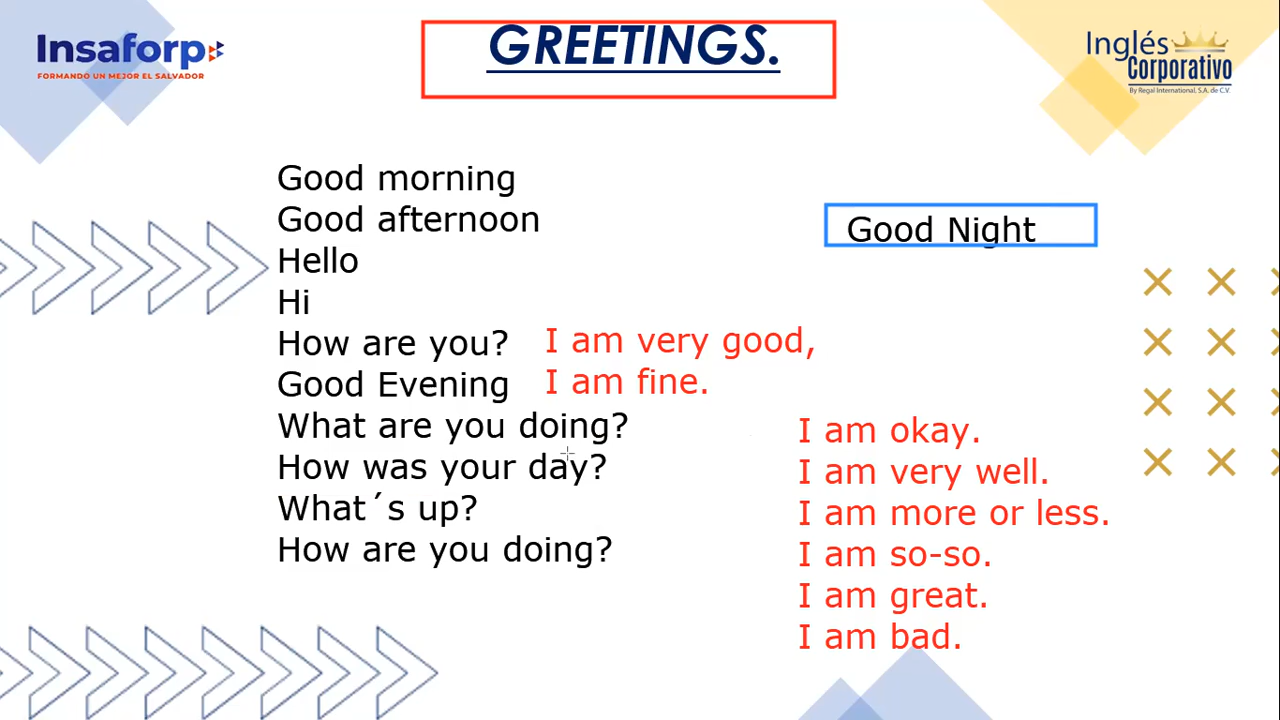 Insaforp
FORMANDO UN MEJOR EL SALVADOR
GREETINGS.
Inglés
Corporativo
By Regal International, S.A. de C.V.
Good morning
Good afternoon
Hello
Hi
How are you?
Good Evening
What are you doing?
How was your day?
What´s up?
How are you doing?
I am very good,
I am fine.
Good Night
I am okay.
I am very well.
I am more or less.
I am so-so.
I am great.
I am bad.